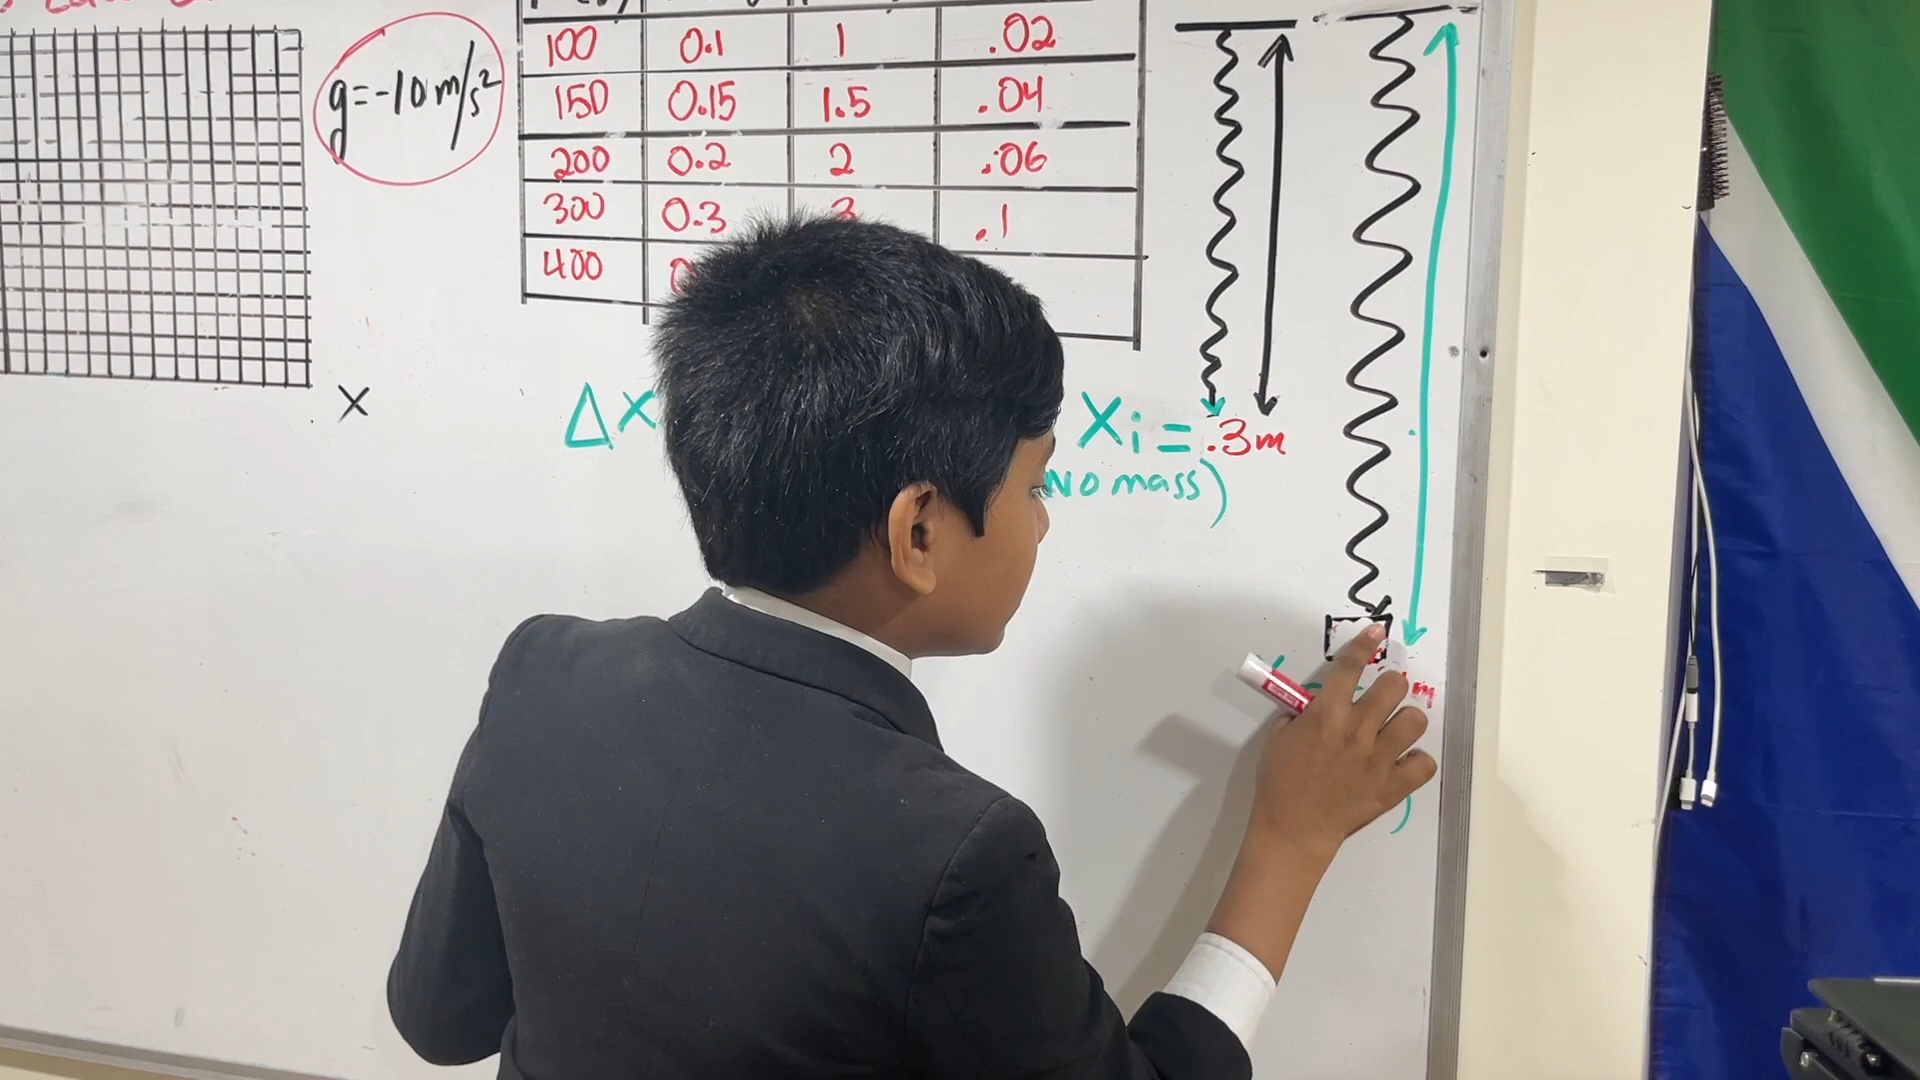 g=-10 m/s²
100 0.1 1 .02
150 0.15 1.5 .04
200 0.2 2 .06
300 0.3 3 .1
400
x
Δx
Xi = .3m
No mass)
m
)